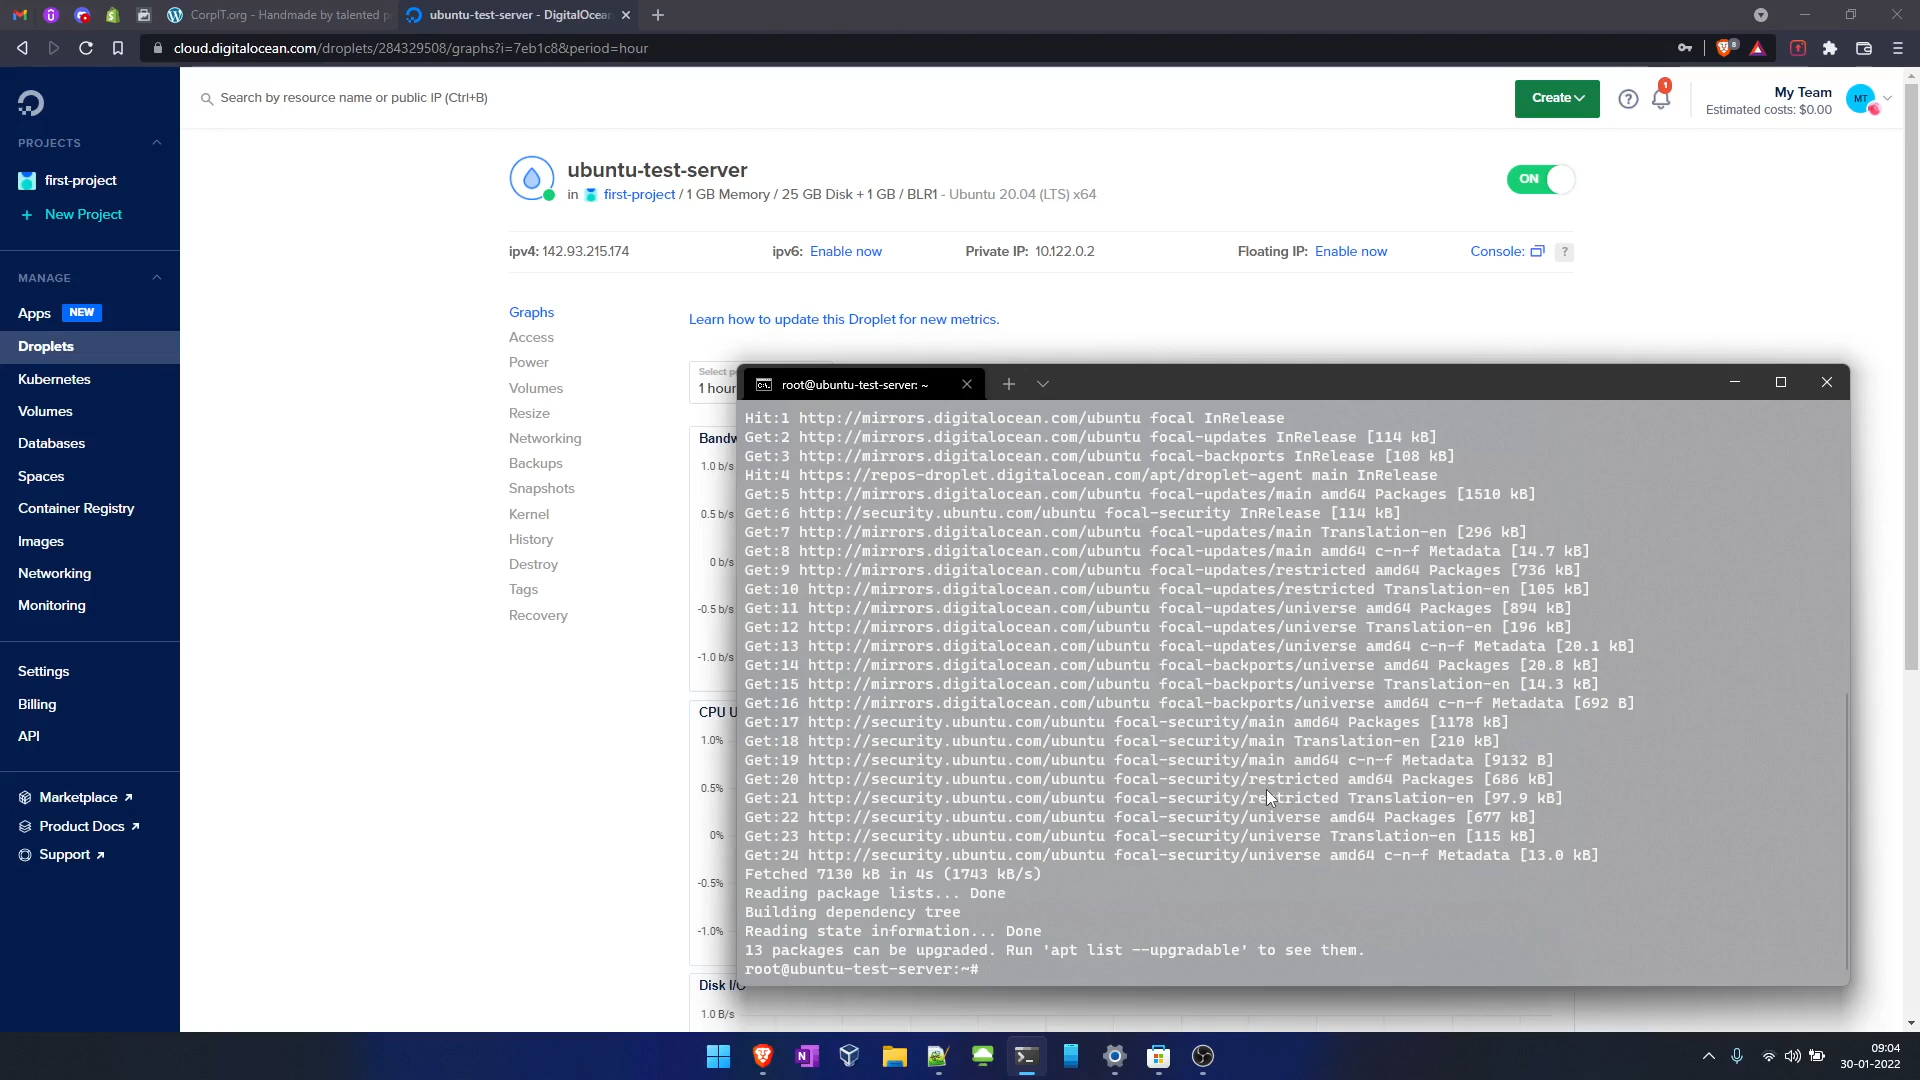 CorpIT.org - Handmade by talented p
ubuntu-test-server - DigitalOcean
cloud.digitalocean.com/droplets/284329508/graphs?i=7eb1c8&period=hour
8
Search by resource name or public IP (Ctrl+B)
Create
?
1
My Team
Estimated costs: $0.00
MT
PROJECTS
first-project
+ New Project
MANAGE
Apps NEW
Droplets
Kubernetes
Volumes
Databases
Spaces
Container Registry
Images
Networking
Monitoring
Settings
Billing
API
Marketplace ↗
Product Docs ↗
Support ↗
ubuntu-test-server
in first-project / 1 GB Memory / 25 GB Disk + 1 GB / BLR1 - Ubuntu 20.04 (LTS) x64
ON
ipv4: 142.93.215.174
ipv6: Enable now
Private IP: 10.122.0.2
Floating IP: Enable now
Console: ?
Graphs
Access
Power
Volumes
Resize
Networking
Backups
Snapshots
Kernel
History
Destroy
Tags
Recovery
Learn how to update this Droplet for new metrics.
Select p
1 hour
Bandw
1.0 b/s
0.5 b/s
0 b/s
-0.5 b/s
-1.0 b/s
CPU U
1.0%
0.5%
0%
-0.5%
-1.0%
Disk I/O
1.0 B/s
root@ubuntu-test-server: ~
Hit:1 http://mirrors.digitalocean.com/ubuntu focal InRelease
Get:2 http://mirrors.digitalocean.com/ubuntu focal-updates InRelease [114 kB]
Get:3 http://mirrors.digitalocean.com/ubuntu focal-backports InRelease [108 kB]
Hit:4 https://repos-droplet.digitalocean.com/apt/droplet-agent main InRelease
Get:5 http://mirrors.digitalocean.com/ubuntu focal-updates/main amd64 Packages [1510 kB]
Get:6 http://security.ubuntu.com/ubuntu focal-security InRelease [114 kB]
Get:7 http://mirrors.digitalocean.com/ubuntu focal-updates/main Translation-en [296 kB]
Get:8 http://mirrors.digitalocean.com/ubuntu focal-updates/main amd64 c-n-f Metadata [14.7 kB]
Get:9 http://mirrors.digitalocean.com/ubuntu focal-updates/restricted amd64 Packages [736 kB]
Get:10 http://mirrors.digitalocean.com/ubuntu focal-updates/restricted Translation-en [105 kB]
Get:11 http://mirrors.digitalocean.com/ubuntu focal-updates/universe amd64 Packages [894 kB]
Get:12 http://mirrors.digitalocean.com/ubuntu focal-updates/universe Translation-en [196 kB]
Get:13 http://mirrors.digitalocean.com/ubuntu focal-updates/universe amd64 c-n-f Metadata [20.1 kB]
Get:14 http://mirrors.digitalocean.com/ubuntu focal-backports/universe amd64 Packages [20.8 kB]
Get:15 http://mirrors.digitalocean.com/ubuntu focal-backports/universe Translation-en [14.3 kB]
Get:16 http://mirrors.digitalocean.com/ubuntu focal-backports/universe amd64 c-n-f Metadata [692 B]
Get:17 http://security.ubuntu.com/ubuntu focal-security/main amd64 Packages [1178 kB]
Get:18 http://security.ubuntu.com/ubuntu focal-security/main Translation-en [210 kB]
Get:19 http://security.ubuntu.com/ubuntu focal-security/main amd64 c-n-f Metadata [9132 B]
Get:20 http://security.ubuntu.com/ubuntu focal-security/restricted amd64 Packages [686 kB]
Get:21 http://security.ubuntu.com/ubuntu focal-security/restricted Translation-en [97.9 kB]
Get:22 http://security.ubuntu.com/ubuntu focal-security/universe amd64 Packages [677 kB]
Get:23 http://security.ubuntu.com/ubuntu focal-security/universe Translation-en [115 kB]
Get:24 http://security.ubuntu.com/ubuntu focal-security/universe amd64 c-n-f Metadata [13.0 kB]
Fetched 7130 kB in 4s (1743 kB/s)
Reading package lists... Done
Building dependency tree
Reading state information... Done
13 packages can be upgraded. Run 'apt list --upgradable' to see them.
root@ubuntu-test-server:~#
09:04
30-01-2022